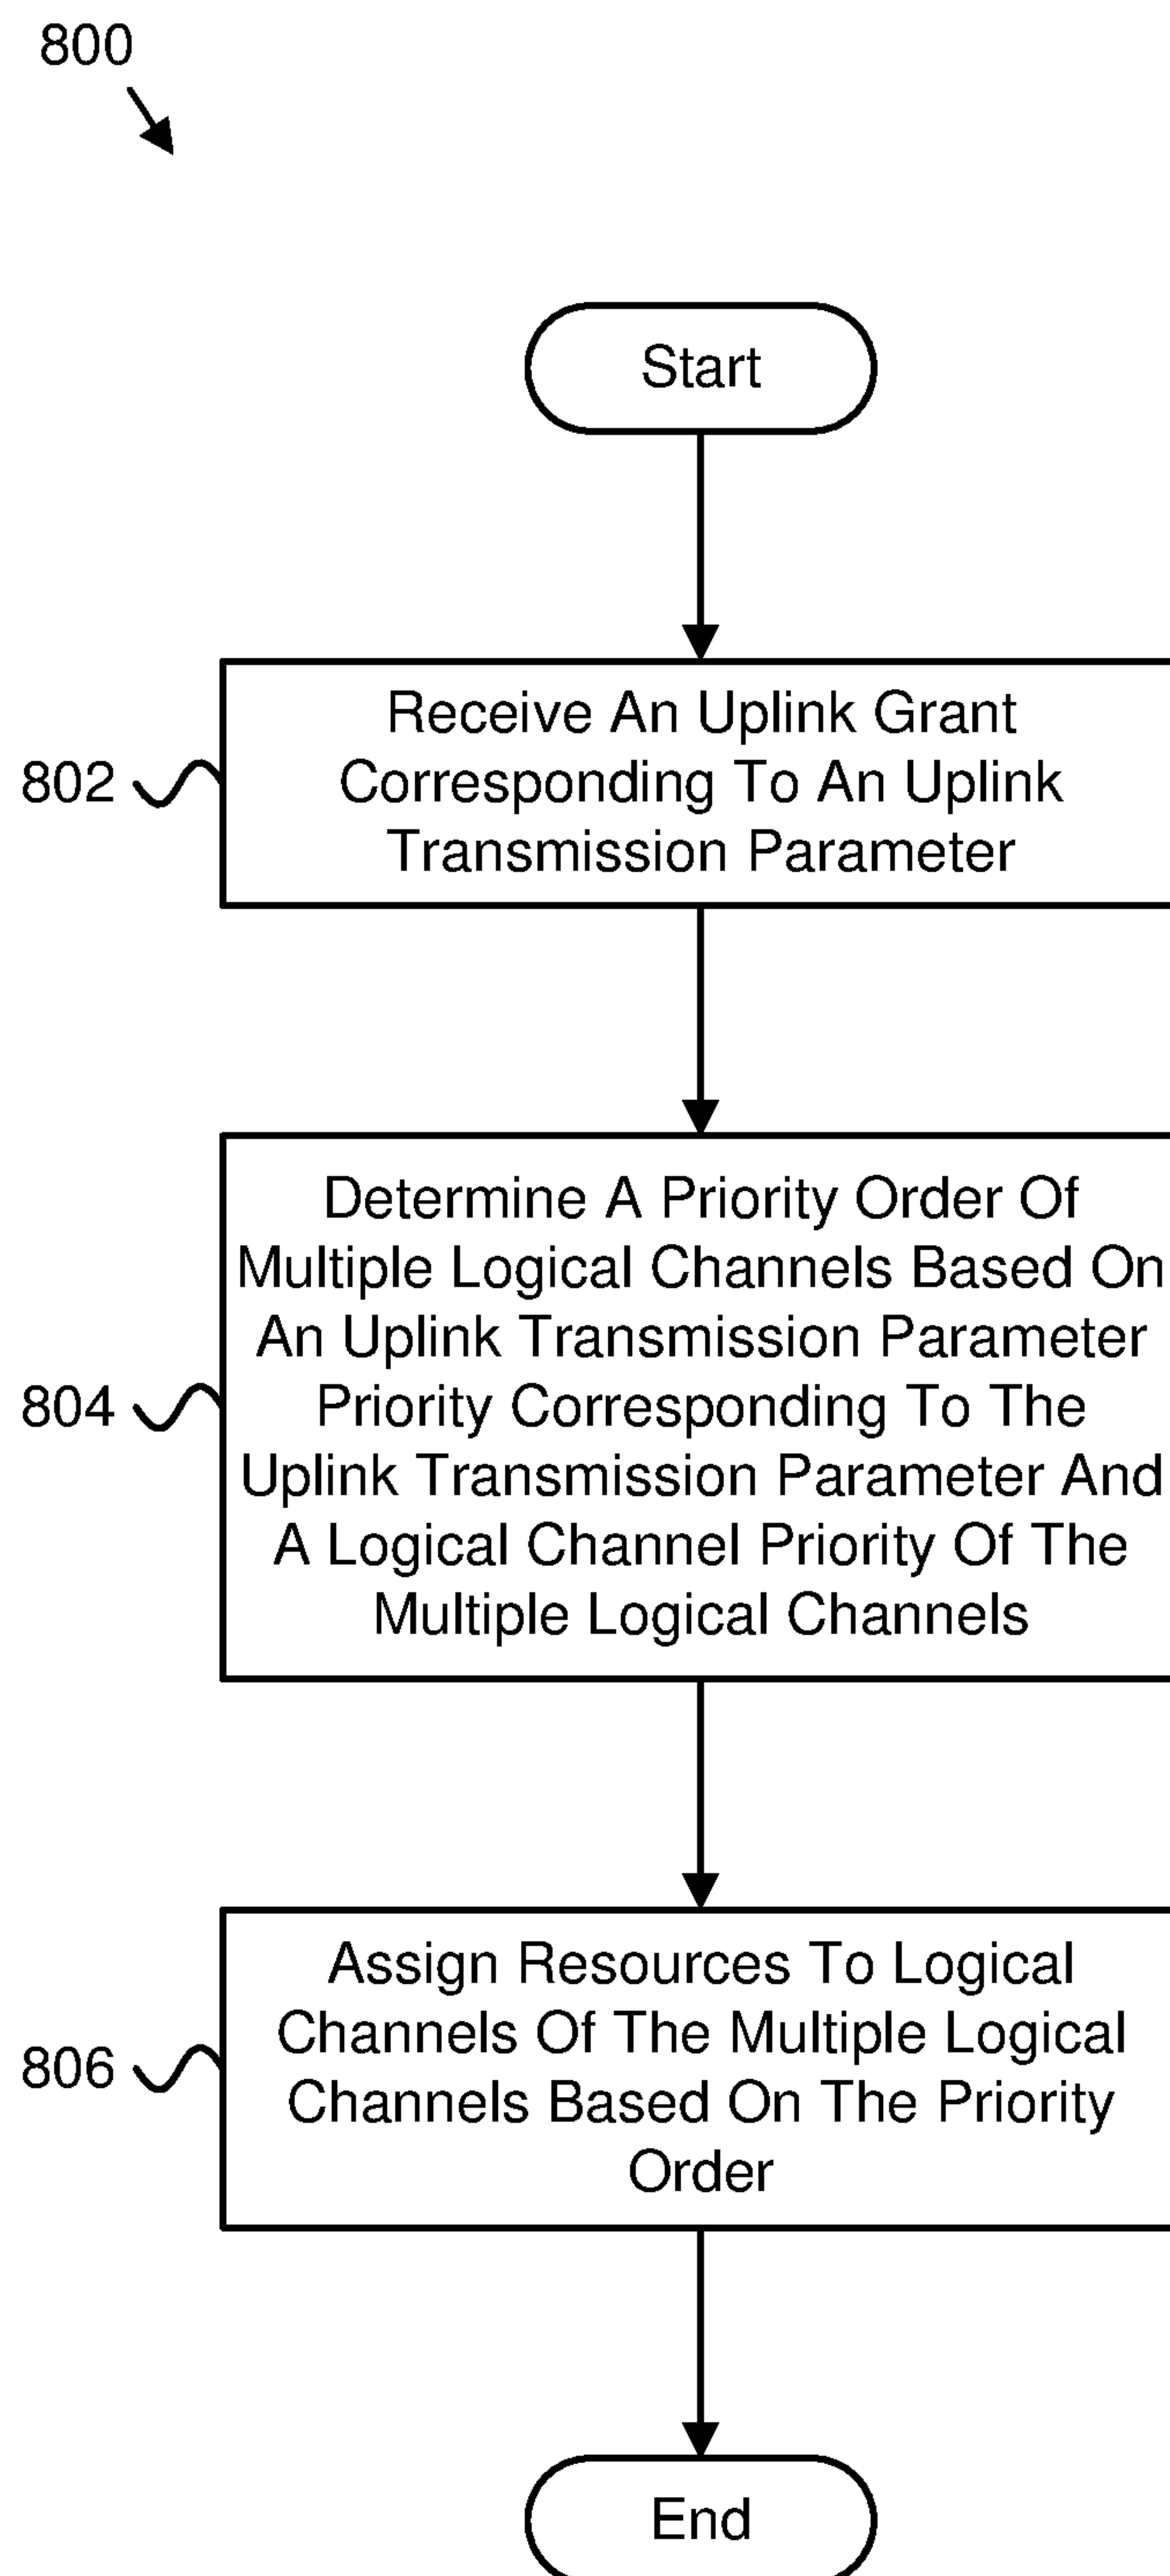 800
Start
802
Receive An Uplink Grant
Corresponding To An Uplink
Transmission Parameter
804
Determine A Priority Order Of
Multiple Logical Channels Based On
An Uplink Transmission Parameter
Priority Corresponding To The
Uplink Transmission Parameter And
A Logical Channel Priority Of The
Multiple Logical Channels
806
Assign Resources To Logical
Channels Of The Multiple Logical
Channels Based On The Priority
Order
End